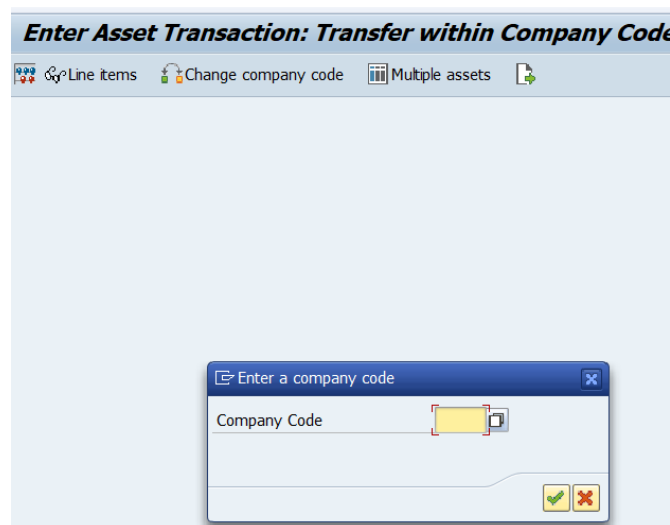 Enter Asset Transaction: Transfer within Company Code
Line items Change company code Multiple assets
Enter a company code
Company Code